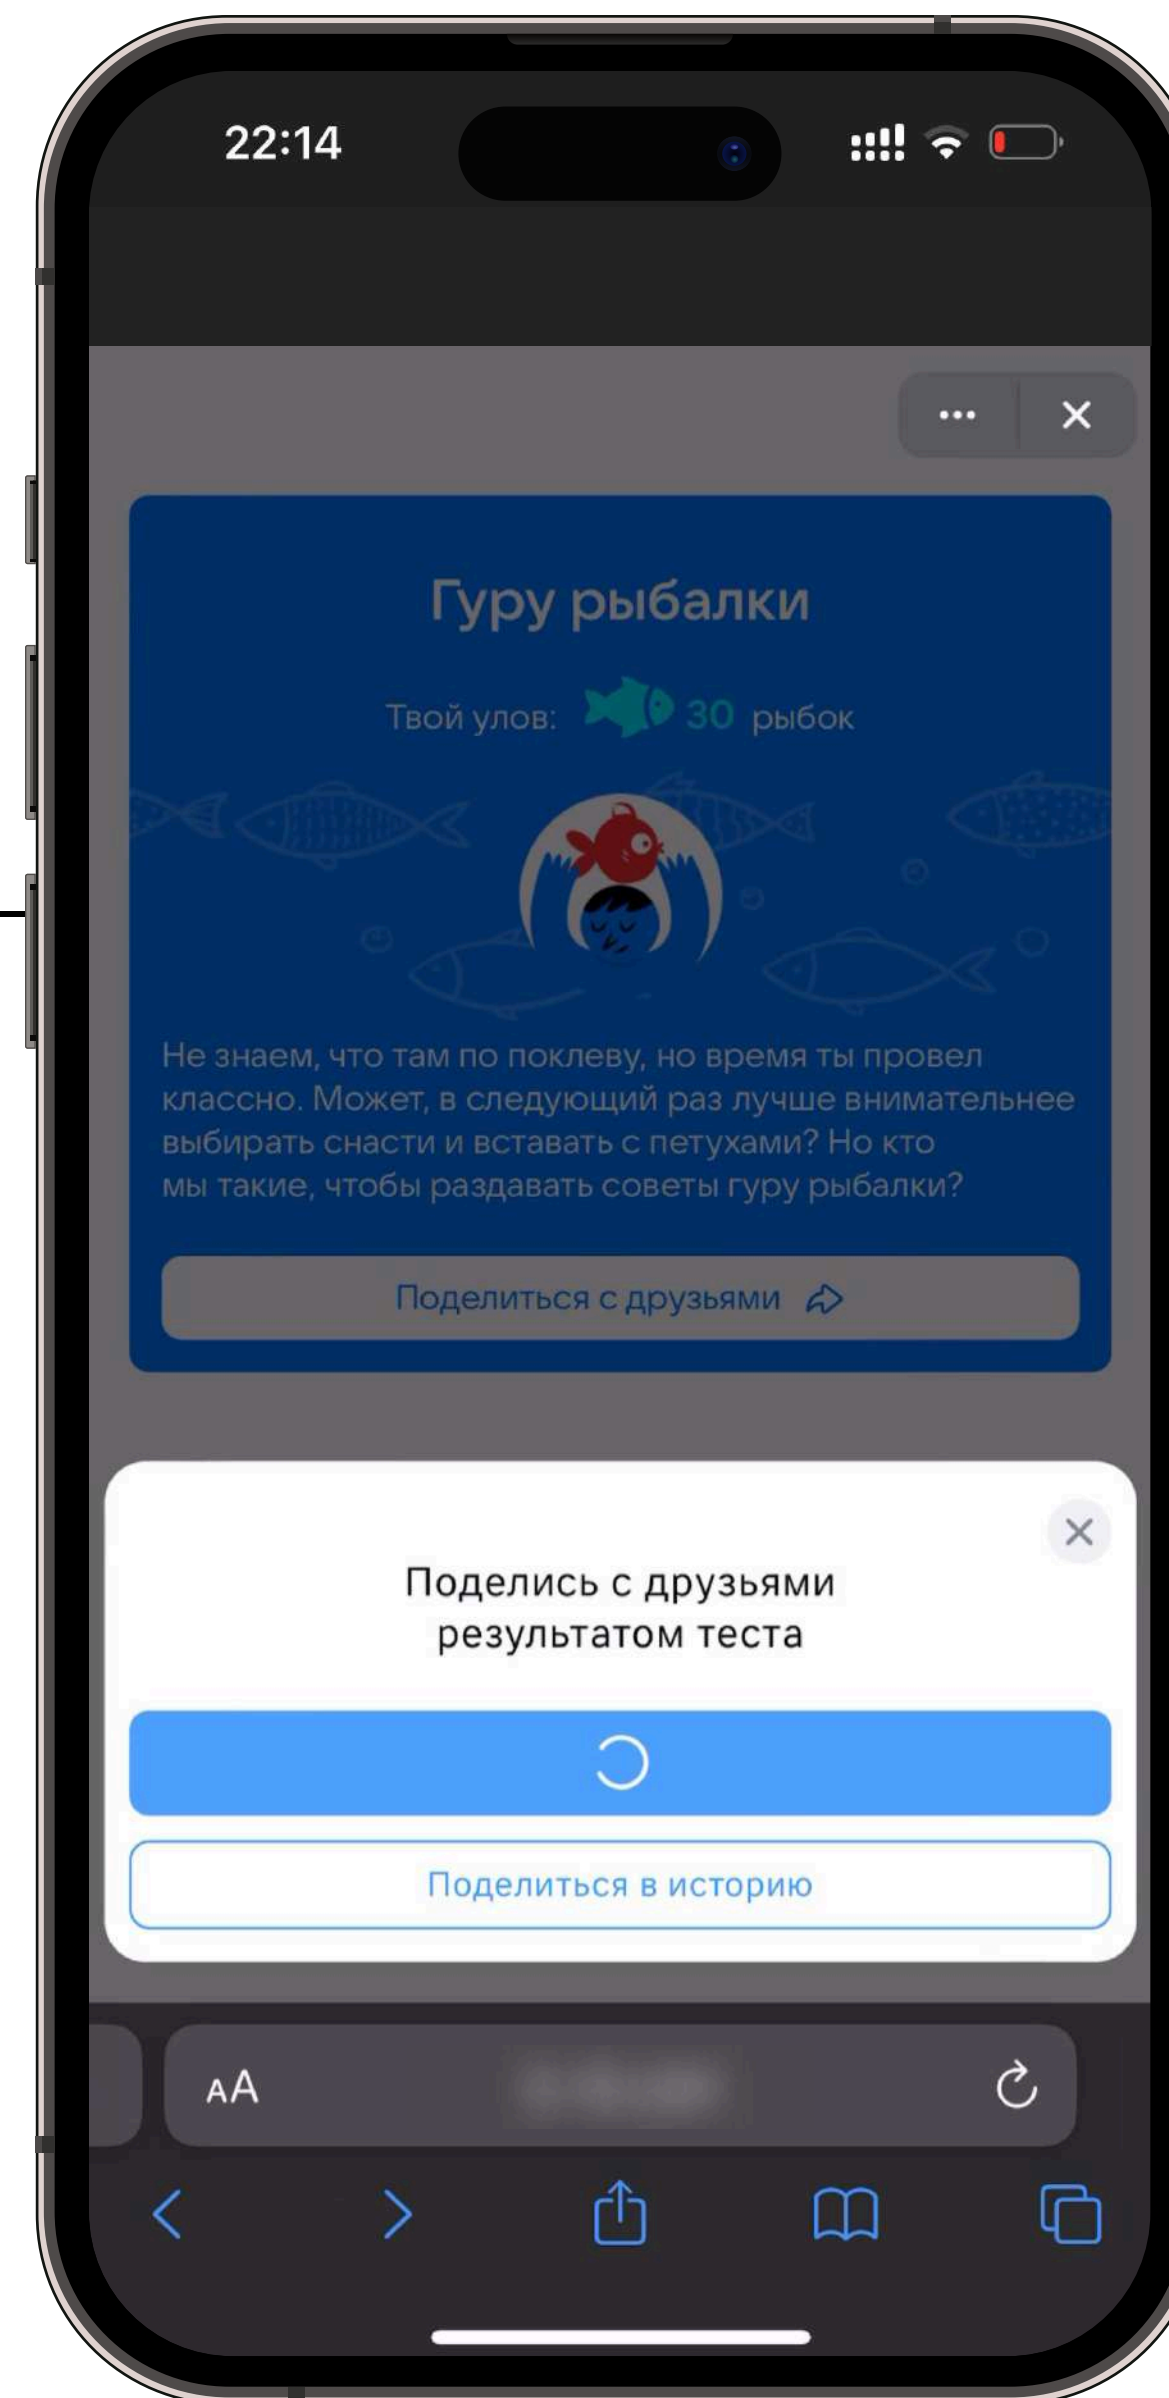 22:14
Гуру рыбалки
Твой улов: 30 рыбок
Не знаем, что там по поклеву, но время ты провел
классно. Может, в следующий раз лучше внимательнее
выбирать снасти и вставать с петухами? Но кто
мы такие, чтобы раздавать советы гуру рыбалки?
Поделиться с друзьями
Поделись с друзьями
результатом теста
Поделиться в историю
AA